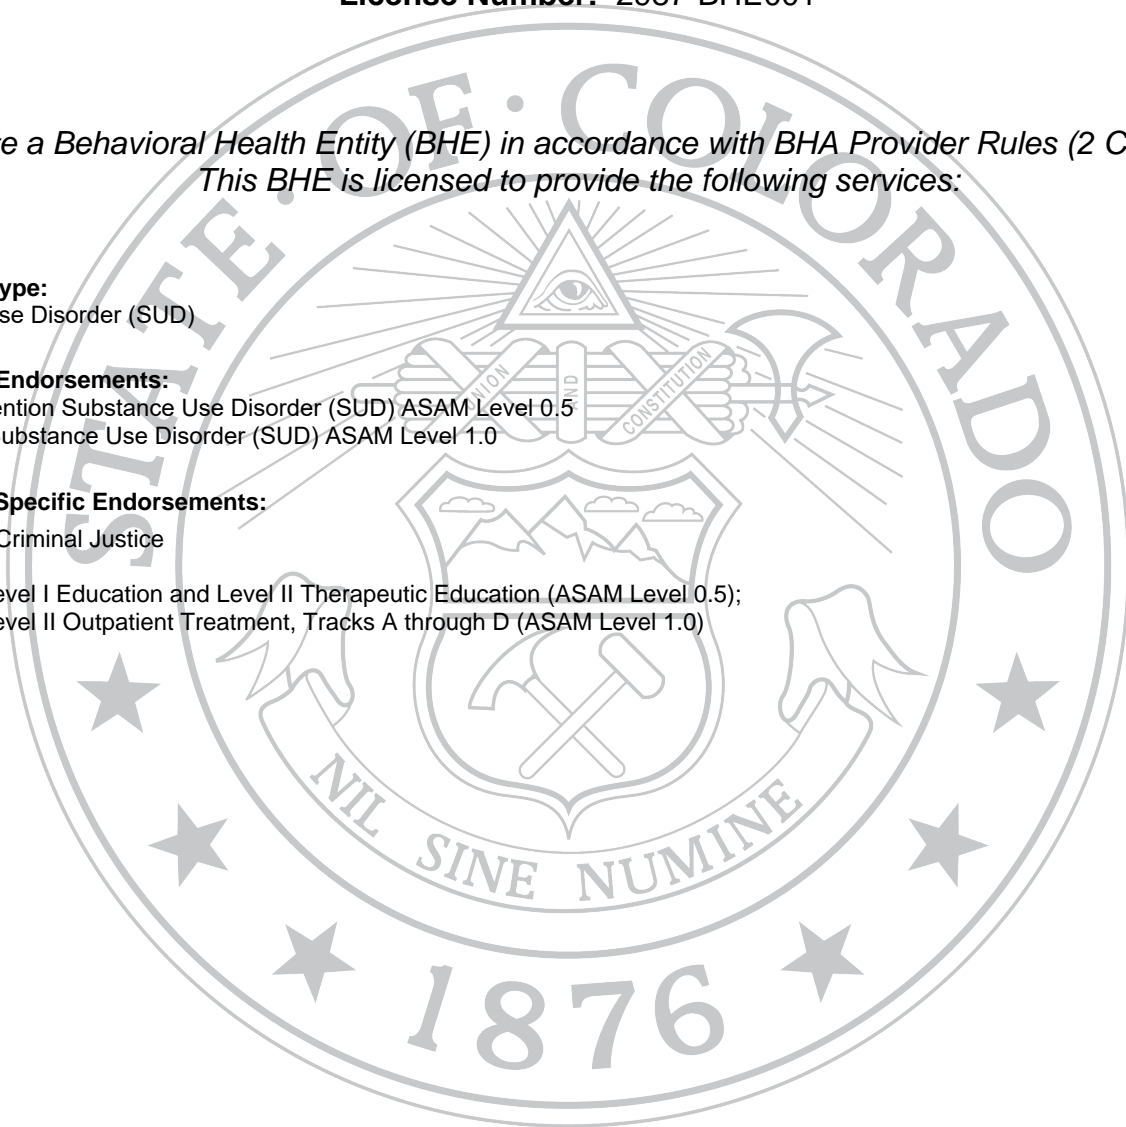 re a Behavioral Health Entity (BHE) in accordance with BHA Provider Rules (2 C
This BHE is licensed to provide the following services:
ype:
se Disorder (SUD)
Endorsements:
ention Substance Use Disorder (SUD) ASAM Level 0.5
ubstance Use Disorder (SUD) ASAM Level 1.0
Specific Endorsements:
Criminal Justice
evel I Education and Level II Therapeutic Education (ASAM Level 0.5);
evel II Outpatient Treatment, Tracks A through D (ASAM Level 1.0)
STATE · OF · COLORADO
UNION AND CONSTITUTION
NIL SINE NUMINE
1876